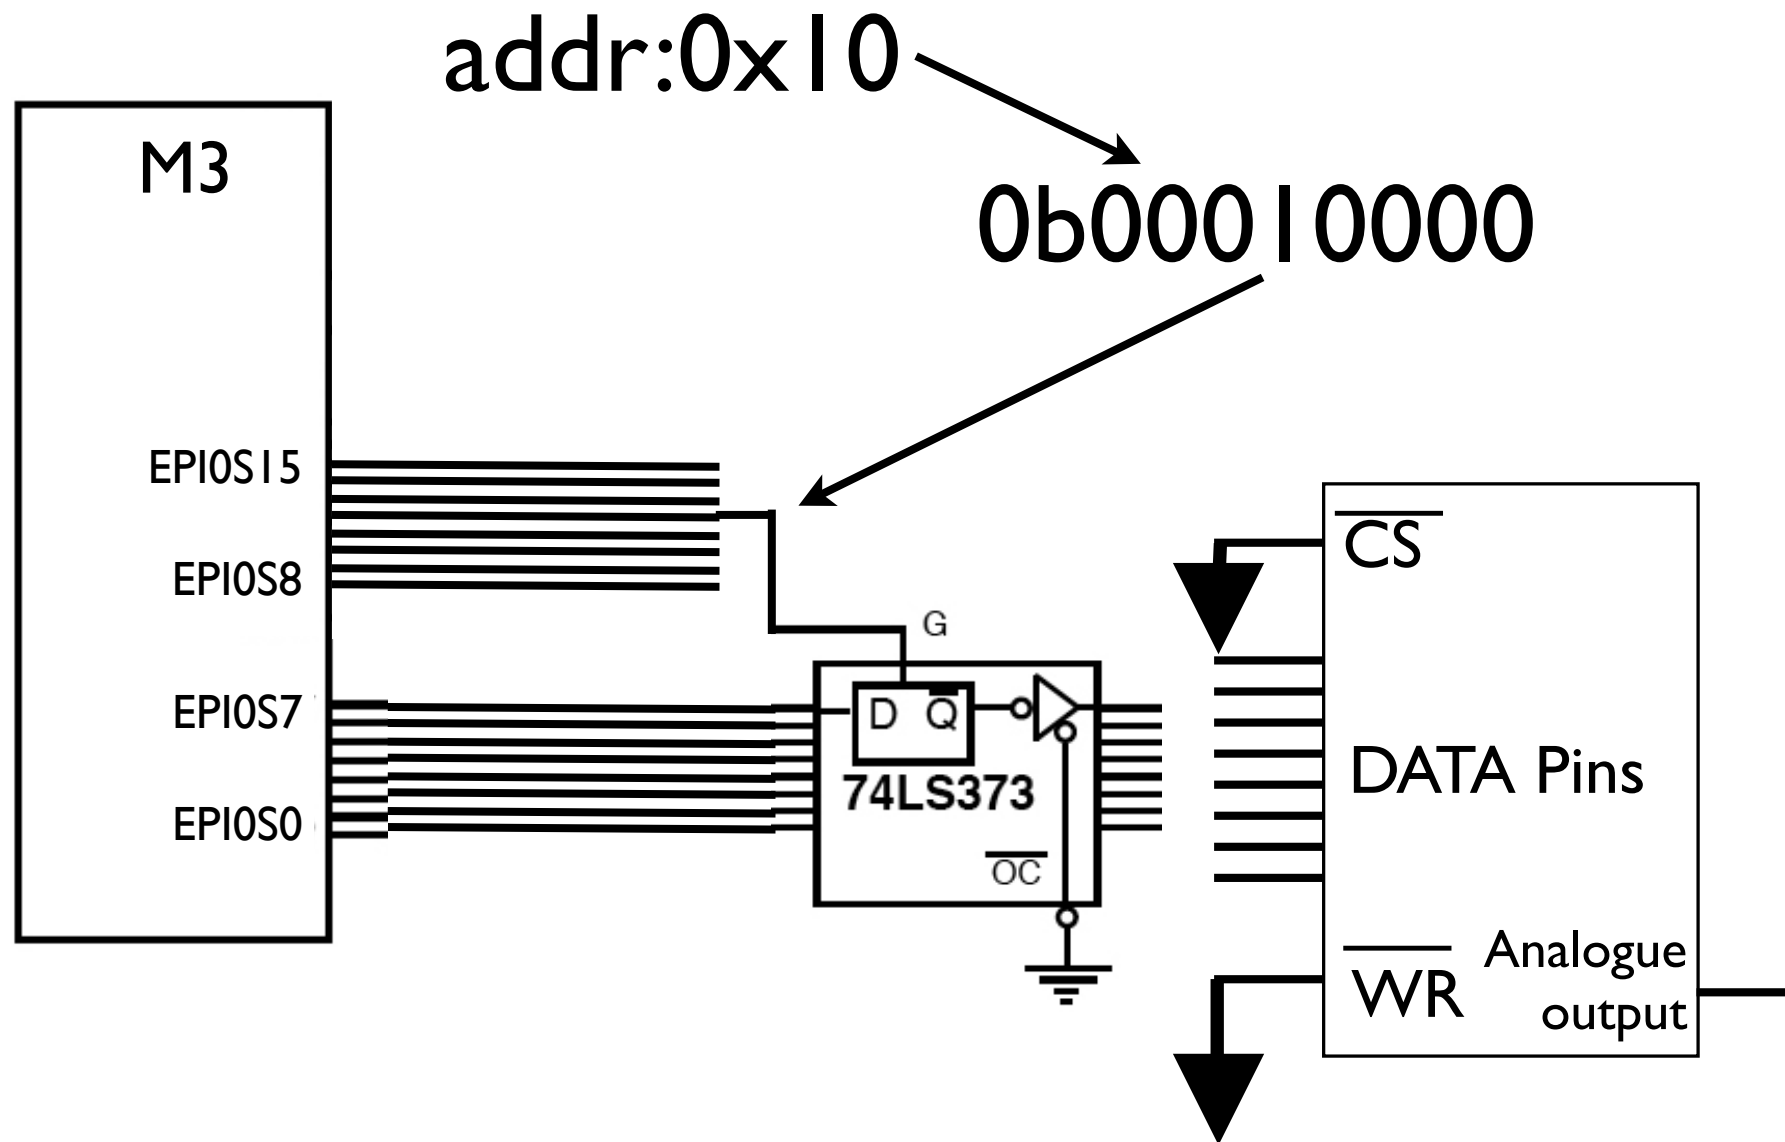 addr:0x10
M3
0b00010000
EPI0S15
EPI0S8
CS
G
EPI0S7
D Q
DATA Pins
74LS373
EPI0S0
OC
WR
Analogue
output